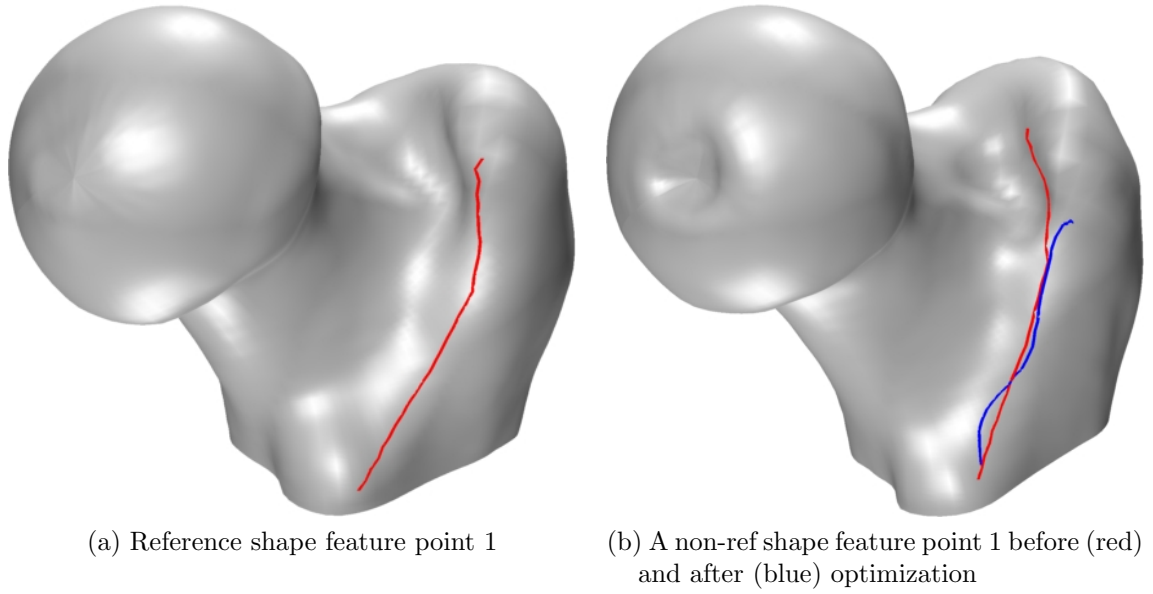 (a) Reference shape feature point 1
(b) A non-ref shape feature point 1 before (red)
and after (blue) optimization